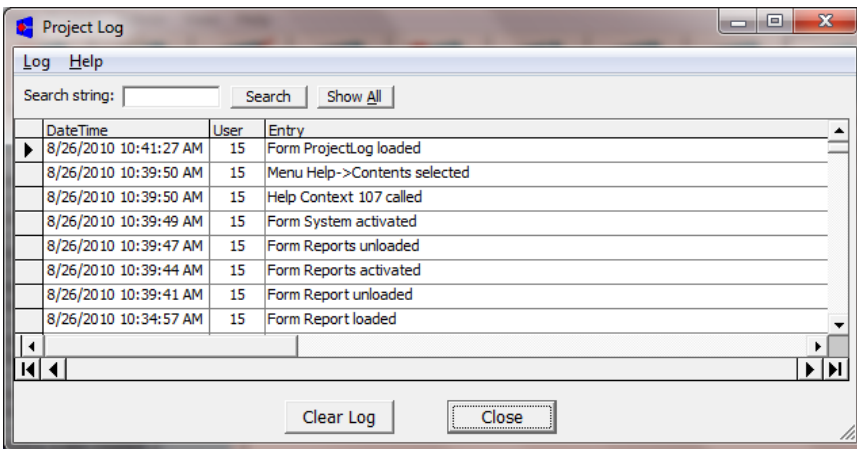 Project Log
Log Help
Search string: Search Show All
DateTime User Entry
8/26/2010 10:41:27 AM 15 Form ProjectLog loaded
8/26/2010 10:39:50 AM 15 Menu Help->Contents selected
8/26/2010 10:39:50 AM 15 Help Context 107 called
8/26/2010 10:39:49 AM 15 Form System activated
8/26/2010 10:39:47 AM 15 Form Reports unloaded
8/26/2010 10:39:44 AM 15 Form Reports activated
8/26/2010 10:39:41 AM 15 Form Report unloaded
8/26/2010 10:34:57 AM 15 Form Report loaded
Clear Log Close